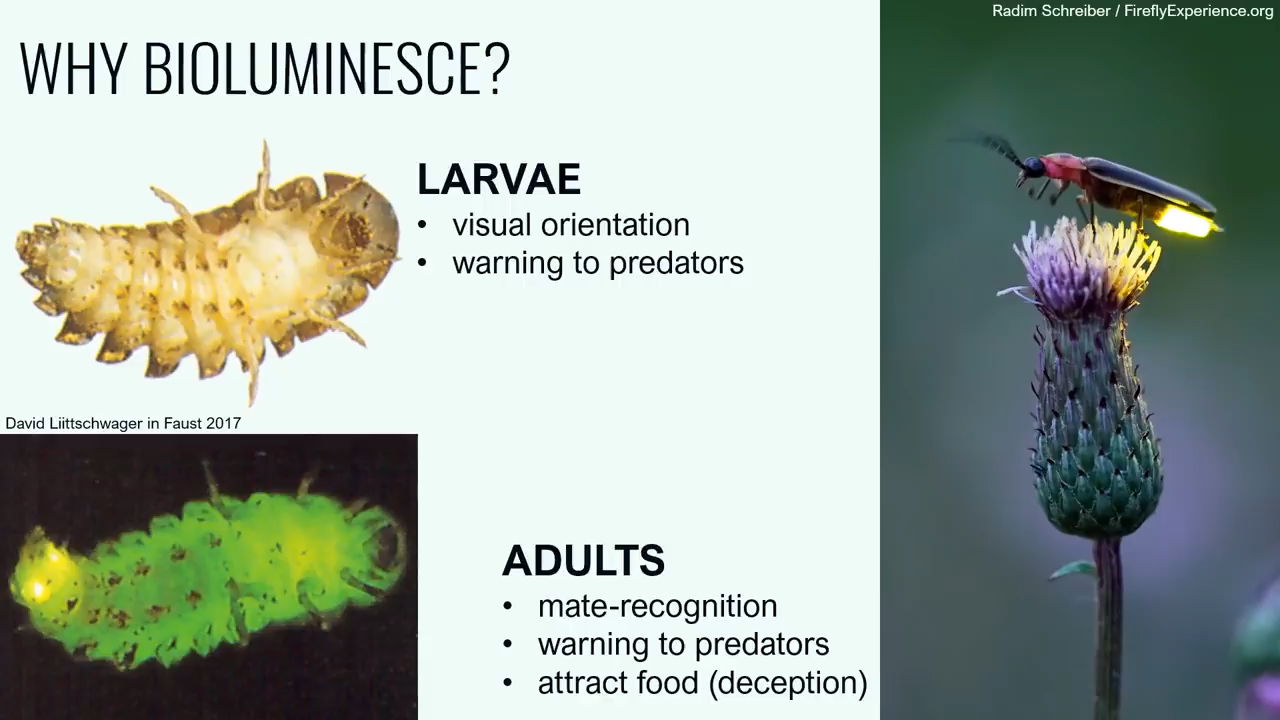 Radim Schreiber / FireflyExperience.org
WHY BIOLUMINESCE?
LARVAE
• visual orientation
• warning to predators
David Liittschwager in Faust 2017
ADULTS
• mate-recognition
• warning to predators
• attract food (deception)